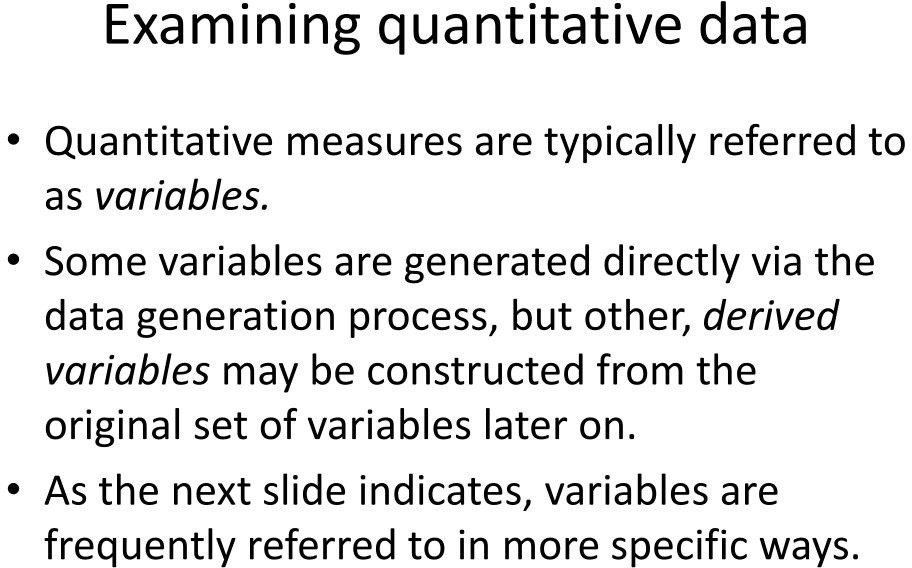 Examining quantitative data
• Quantitative measures are typically referred to
as variables.
• Some variables are generated directly via the
data generation process, but other, derived
variables may be constructed from the
original set of variables later on.
• As the next slide indicates, variables are
frequently referred to in more specific ways.